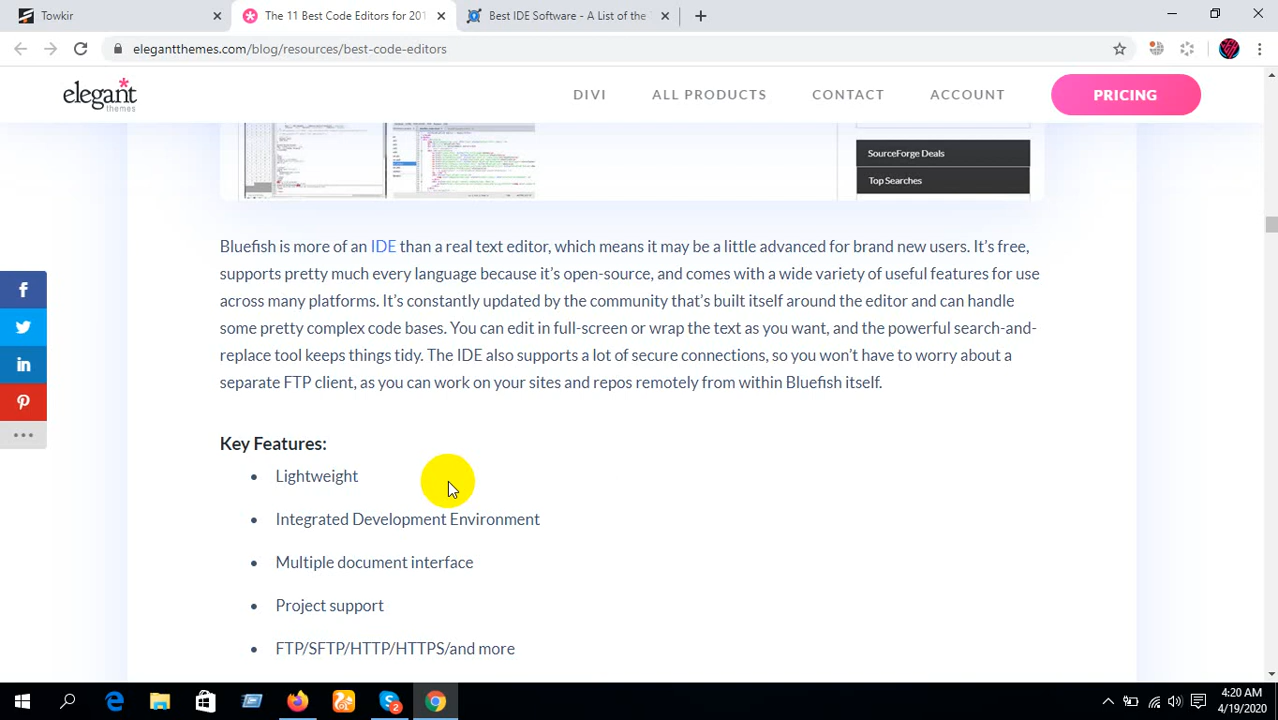 Towkir
The 11 Best Code Editors for 201
Best IDE Software - A List of the
elegantthemes.com/blog/resources/best-code-editors
elegant
themes
DIVI
ALL PRODUCTS
CONTACT
ACCOUNT
PRICING
SourceForge Deals
Top Searches
Bluefish is more of an IDE than a real text editor, which means it may be a little advanced for brand new users. It’s free,
supports pretty much every language because it’s open-source, and comes with a wide variety of useful features for use
across many platforms. It’s constantly updated by the community that’s built itself around the editor and can handle
some pretty complex code bases. You can edit in full-screen or wrap the text as you want, and the powerful search-and-
replace tool keeps things tidy. The IDE also supports a lot of secure connections, so you won’t have to worry about a
separate FTP client, as you can work on your sites and repos remotely from within Bluefish itself.
Key Features:
• Lightweight
• Integrated Development Environment
• Multiple document interface
• Project support
• FTP/SFTP/HTTP/HTTPS/and more
2
4:20 AM
4/19/2020